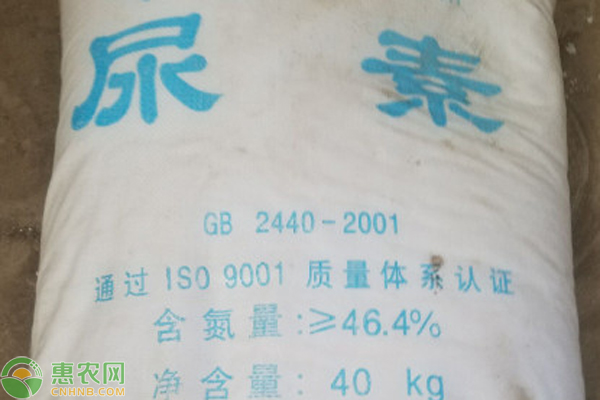 尿素
GB 2440-2001
通过 ISO 9001 质量体系认证
含氮量:≥46.4%
净含量: 40 kg
惠农网
CNHNB.COM